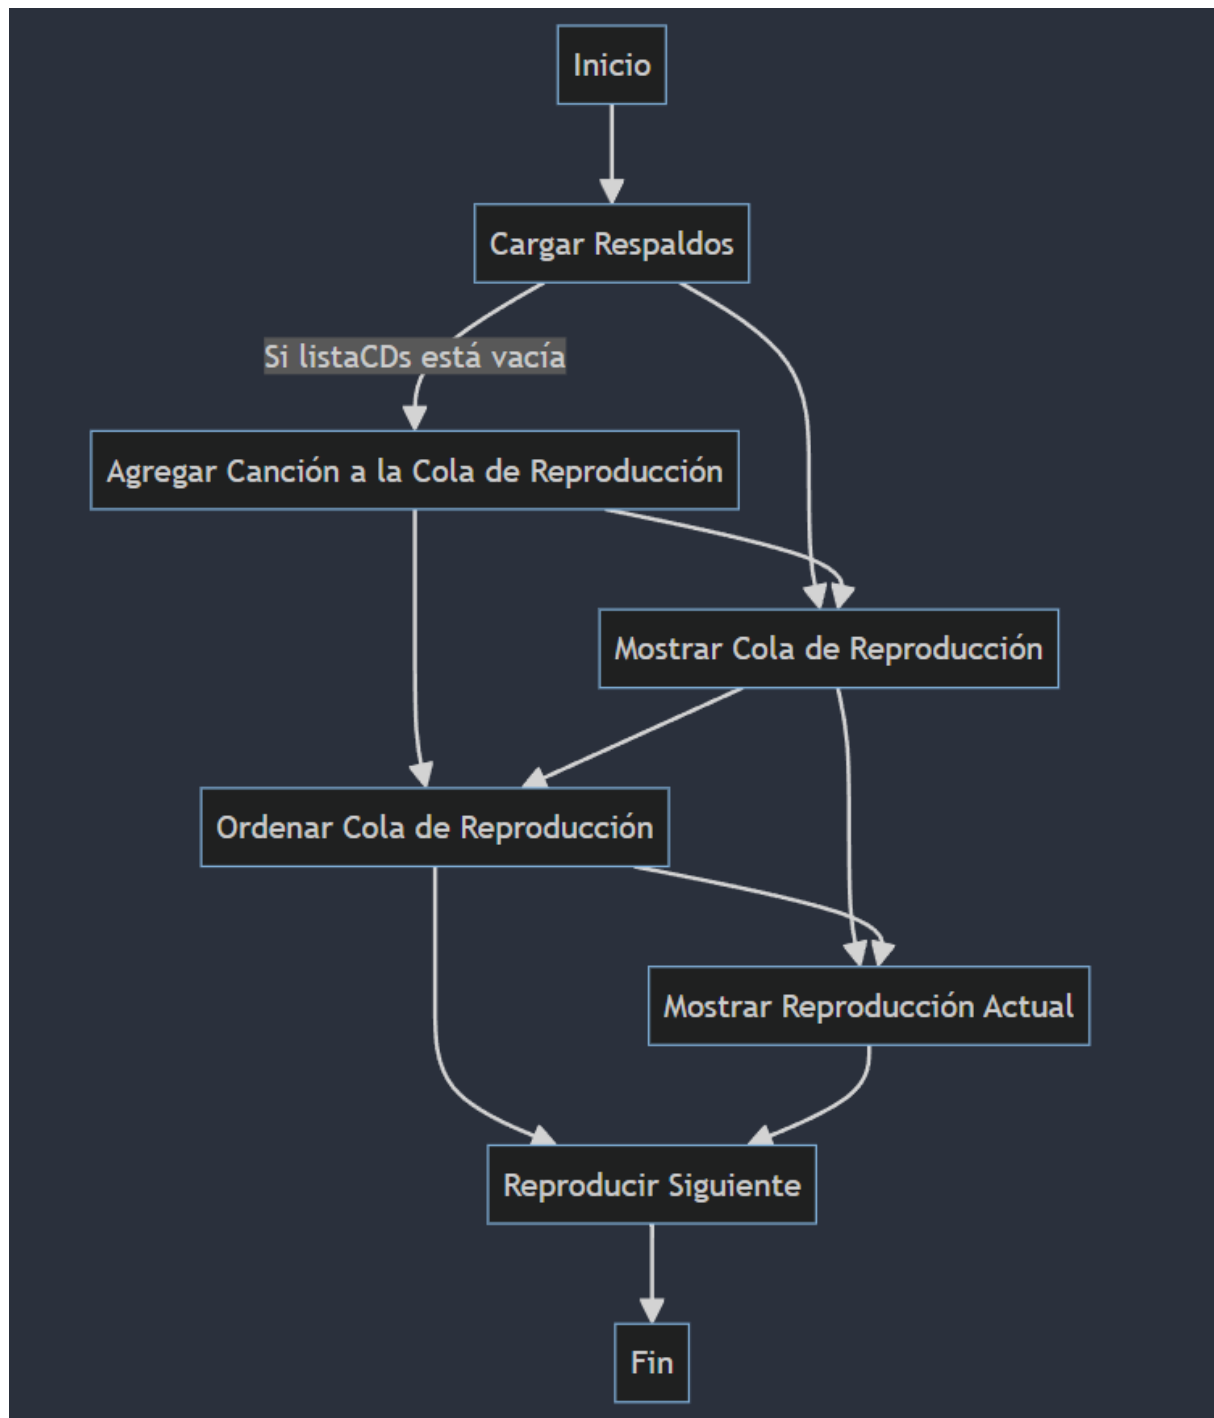 Inicio
Cargar Respaldos
Si listaCDs está vacía
Agregar Canción a la Cola de Reproducción
Mostrar Cola de Reproducción
Ordenar Cola de Reproducción
Mostrar Reproducción Actual
Reproducir Siguiente
Fin